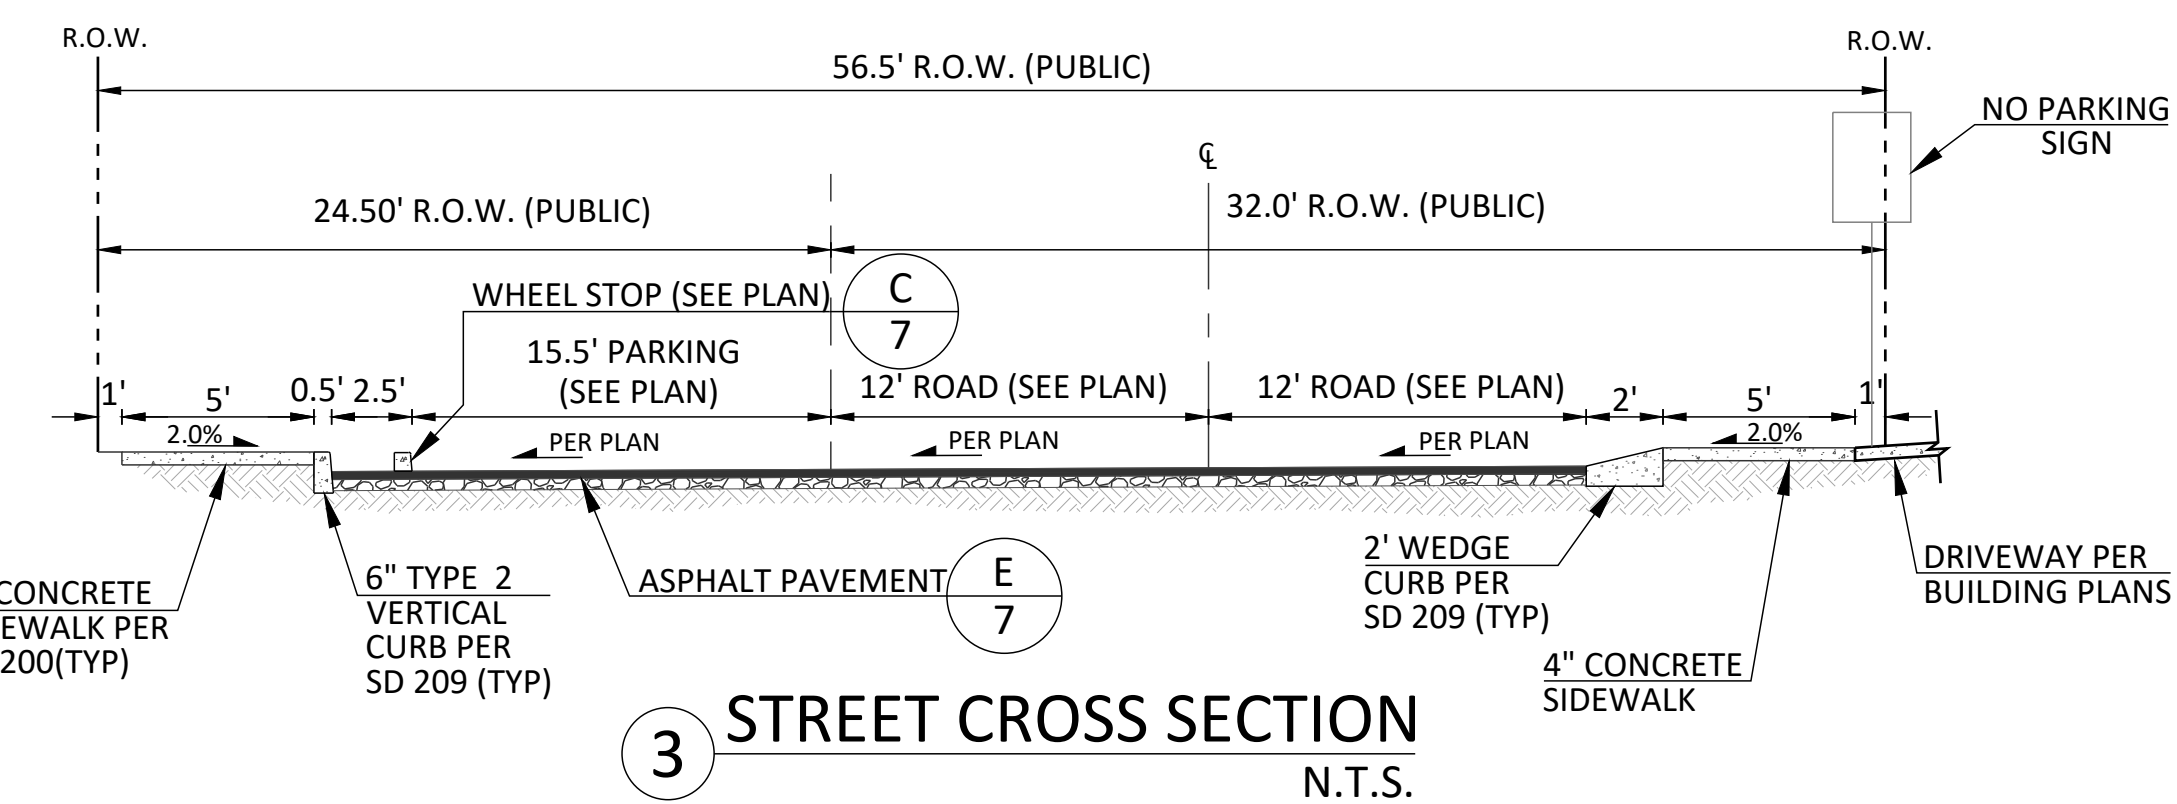 R.O.W.
R.O.W.
56.5' R.O.W. (PUBLIC)
NO PARKING
SIGN
℄
24.50' R.O.W. (PUBLIC)
32.0' R.O.W. (PUBLIC)
WHEEL STOP (SEE PLAN)
C
7
15.5' PARKING
(SEE PLAN)
12' ROAD (SEE PLAN)
12' ROAD (SEE PLAN)
1'
5'
0.5'
2.5'
2'
5'
1'
2.0%
PER PLAN
PER PLAN
PER PLAN
2.0%
CONCRETE
EWALK PER
200(TYP)
6" TYPE 2
VERTICAL
CURB PER
SD 209 (TYP)
ASPHALT PAVEMENT
E
7
2' WEDGE
CURB PER
SD 209 (TYP)
4" CONCRETE
SIDEWALK
DRIVEWAY PER
BUILDING PLANS
3
STREET CROSS SECTION
N.T.S.